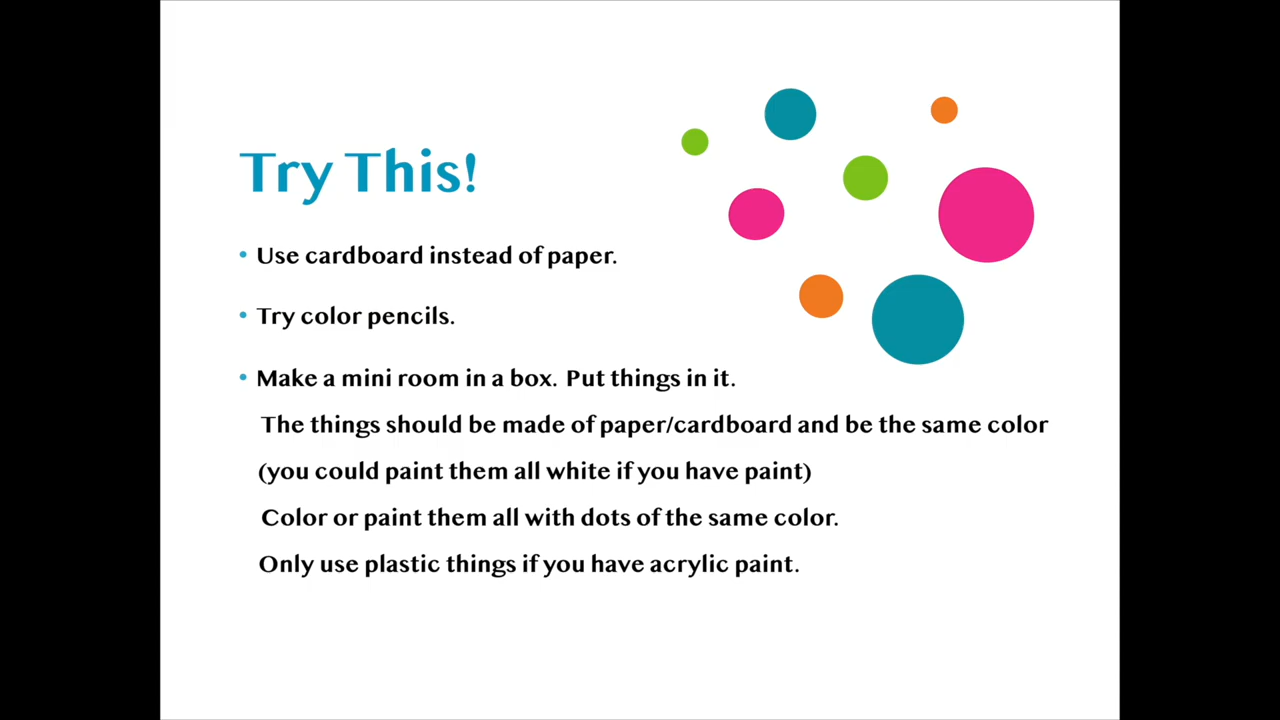 Try This!
• Use cardboard instead of paper.
• Try color pencils.
• Make a mini room in a box. Put things in it.
The things should be made of paper/cardboard and be the same color
(you could paint them all white if you have paint)
Color or paint them all with dots of the same color.
Only use plastic things if you have acrylic paint.